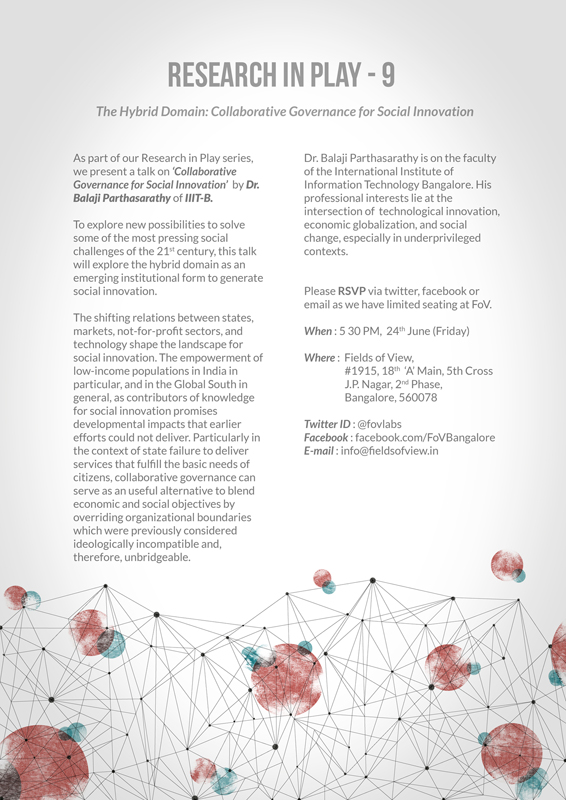 RESEARCH IN PLAY - 9
The Hybrid Domain: Collaborative Governance for Social Innovation
As part of our Research in Play series,
we present a talk on 'Collaborative
Governance for Social Innovation' by Dr.
Balaji Parthasarathy of IIIT-B.
To explore new possibilities to solve
some of the most pressing social
challenges of the 21st century, this talk
will explore the hybrid domain as an
emerging institutional form to generate
social innovation.
The shifting relations between states,
markets, not-for-profit sectors, and
technology shape the landscape for
social innovation. The empowerment of
low-income populations in India in
particular, and in the Global South in
general, as contributors of knowledge
for social innovation promises
developmental impacts that earlier
efforts could not deliver. Particularly in
the context of state failure to deliver
services that fulfill the basic needs of
citizens, collaborative governance can
serve as an useful alternative to blend
economic and social objectives by
overriding organizational boundaries
which were previously considered
ideologically incompatible and,
therefore, unbridgeable.
Dr. Balaji Parthasarathy is on the faculty
of the International Institute of
Information Technology Bangalore. His
professional interests lie at the
intersection of technological innovation,
economic globalization, and social
change, especially in underprivileged
contexts.
Please RSVP via twitter, facebook or
email as we have limited seating at FoV.
When : 5 30 PM, 24th June (Friday)
Where : Fields of View,
#1915, 18th 'A' Main, 5th Cross
J.P. Nagar, 2nd Phase,
Bangalore, 560078
Twitter ID : @fovlabs
Facebook : facebook.com/FoVBangalore
E-mail : info@fieldsofview.in